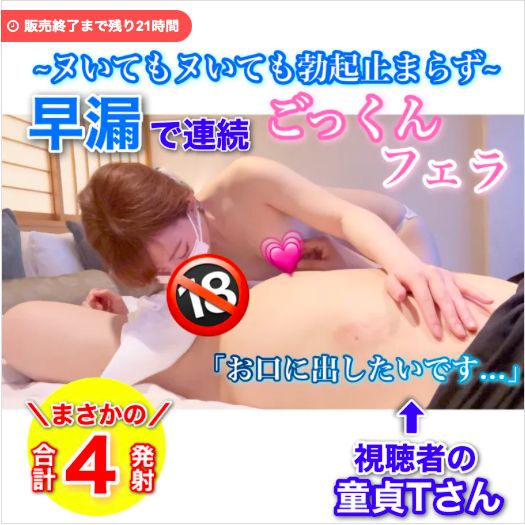 販売終了まで残り21時間
~ヌいてもヌいても勃起止まらず~
早漏で連続
ごっくん
フェラ
18
「お口に出したいです…」
＼まさかの／
合計4発射
視聴者の
童貞Tさん